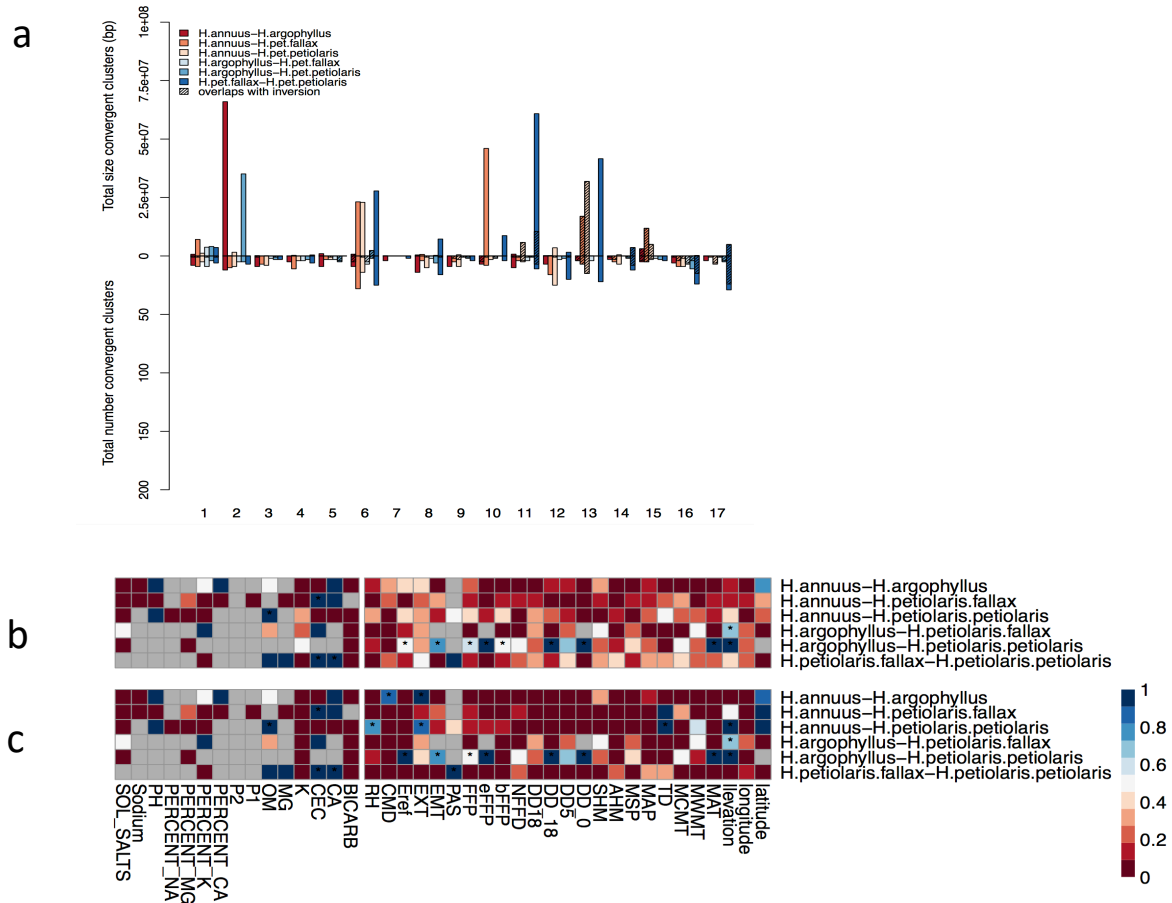 a
Total size convergent clusters (bp)
Total number convergent clusters
1e+08
7.5e+07
5e+07
2.5e+07
0
50
100
150
200
H.annuus−H.argophyllus
H.annuus−H.pet.fallax
H.annuus−H.pet.petiolaris
H.argophyllus−H.pet.fallax
H.argophyllus−H.pet.petiolaris
H.pet.fallax−H.pet.petiolaris
overlaps with inversion
1 2 3 4 5 6 7 8 9 10 11 12 13 14 15 16 17
b
H.annuus−H.argophyllus
H.annuus−H.petiolaris.fallax
H.annuus−H.petiolaris.petiolaris
H.argophyllus−H.petiolaris.fallax
H.argophyllus−H.petiolaris.petiolaris
H.petiolaris.fallax−H.petiolaris.petiolaris
c
H.annuus−H.argophyllus
H.annuus−H.petiolaris.fallax
H.annuus−H.petiolaris.petiolaris
H.argophyllus−H.petiolaris.fallax
H.argophyllus−H.petiolaris.petiolaris
H.petiolaris.fallax−H.petiolaris.petiolaris
SOL_SALTS
Sodium
PH
PERCENT_NA
PERCENT_MG
PERCENT_K
PERCENT_CA
P2
P1
OM
MG
K
CEC
CA
BICARB
RH
CMD
Eref
EXT
EMT
PAS
FFP
eFFP
bFFP
NFFD
DD18
DD_18
DD5
DD_0
SHM
AHM
MSP
MAP
TD
MCMT
MWMT
MAT
llevation
longitude
latitude
1
0.8
0.6
0.4
0.2
0